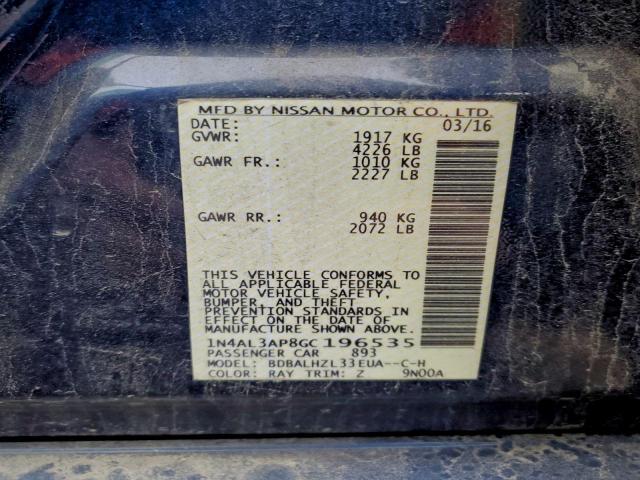 MFD BY NISSAN MOTOR CO., LTD.
DATE: 03/16
GVWR: 1917 KG
4226 LB
GAWR FR.: 1010 KG
2227 LB
GAWR RR.: 940 KG
2072 LB
THIS VEHICLE CONFORMS TO
ALL APPLICABLE FEDERAL
MOTOR VEHICLE SAFETY,
BUMPER, AND THEFT
PREVENTION STANDARDS IN
EFFECT ON THE DATE OF
MANUFACTURE SHOWN ABOVE.
1N4AL3AP8GC196535
PASSENGER CAR 893
MODEL: BDBALHZL33EUA--C-H
COLOR: RAY TRIM: Z 9N00A